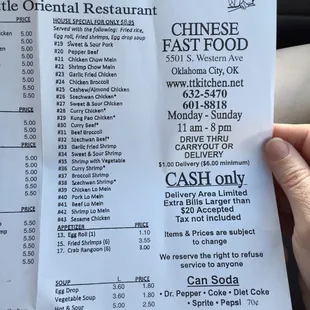 tle Oriental Restaurant
PRICE
5.00
5.00
5.00
5.00
PRICE
5.50
5.50
5.50
5.50
PRICE
5.50
5.50
5.50
5.50
5.50
HOUSE SPECIAL FOR ONLY $7.95
Served with the following: Fried rice,
Egg roll, Fried shrimps, Egg drop soup
#19 Sweet & Sour Pork
#20 Pepper Beef
#21 Chicken Chow Mein
#22 Shrimp Chow Mein
#23 Garlic Fried Chicken
#24 Broccoli Chicken
#25 Cashew/Almond Chicken
#26 Szechwan Chicken*
#27 Sweet & Sour Chicken
#28 Curry Chicken*
#29 Kung Pao Chicken*
#30 Curry Beef*
#31 Beef Broccoli
#32 Szechwan Beef*
#33 Garlic Fried Shrimp
#34 Sweet & Sour Shrimp
#35 Shrimp with Vegetable
#36 Curry Shrimp*
#37 Broccoli Shrimp
#38 Szechwan Shrimp*
#39 Chicken Lo Mein
#40 Pork Lo Mein
#41 Beef Lo Mein
#42 Shrimp Lo Mein
#43 Sesame Chicken
APPETIZER PRICE
13. Egg Roll (1) 1.10
15. Fried Shrimps (6) 3.55
17. Crab Rangoon (6) 3.00
SOUP L PRICE
Egg Drop 3.60 1.80
Vegetable Soup 3.60 1.80
Hot & Sour 5.00 2.50
CHINESE
FAST FOOD
5501 S. Western Ave
Oklahoma City, OK
www.ttkitchen.net
632-5470
601-8818
Monday - Sunday
11 am - 8 pm
DRIVE THRU
CARRYOUT OR
DELIVERY
$1.00 Delivery ($6.00 minimum)
CASH only
Delivery Area Limited
Extra Bills Larger than
$20 Accepted
Tax not included
Items & Prices are subject
to change
We reserve the right to refuse
service to anyone
Can Soda
• Dr. Pepper • Coke • Diet Coke
• Sprite • Pepsi 70¢